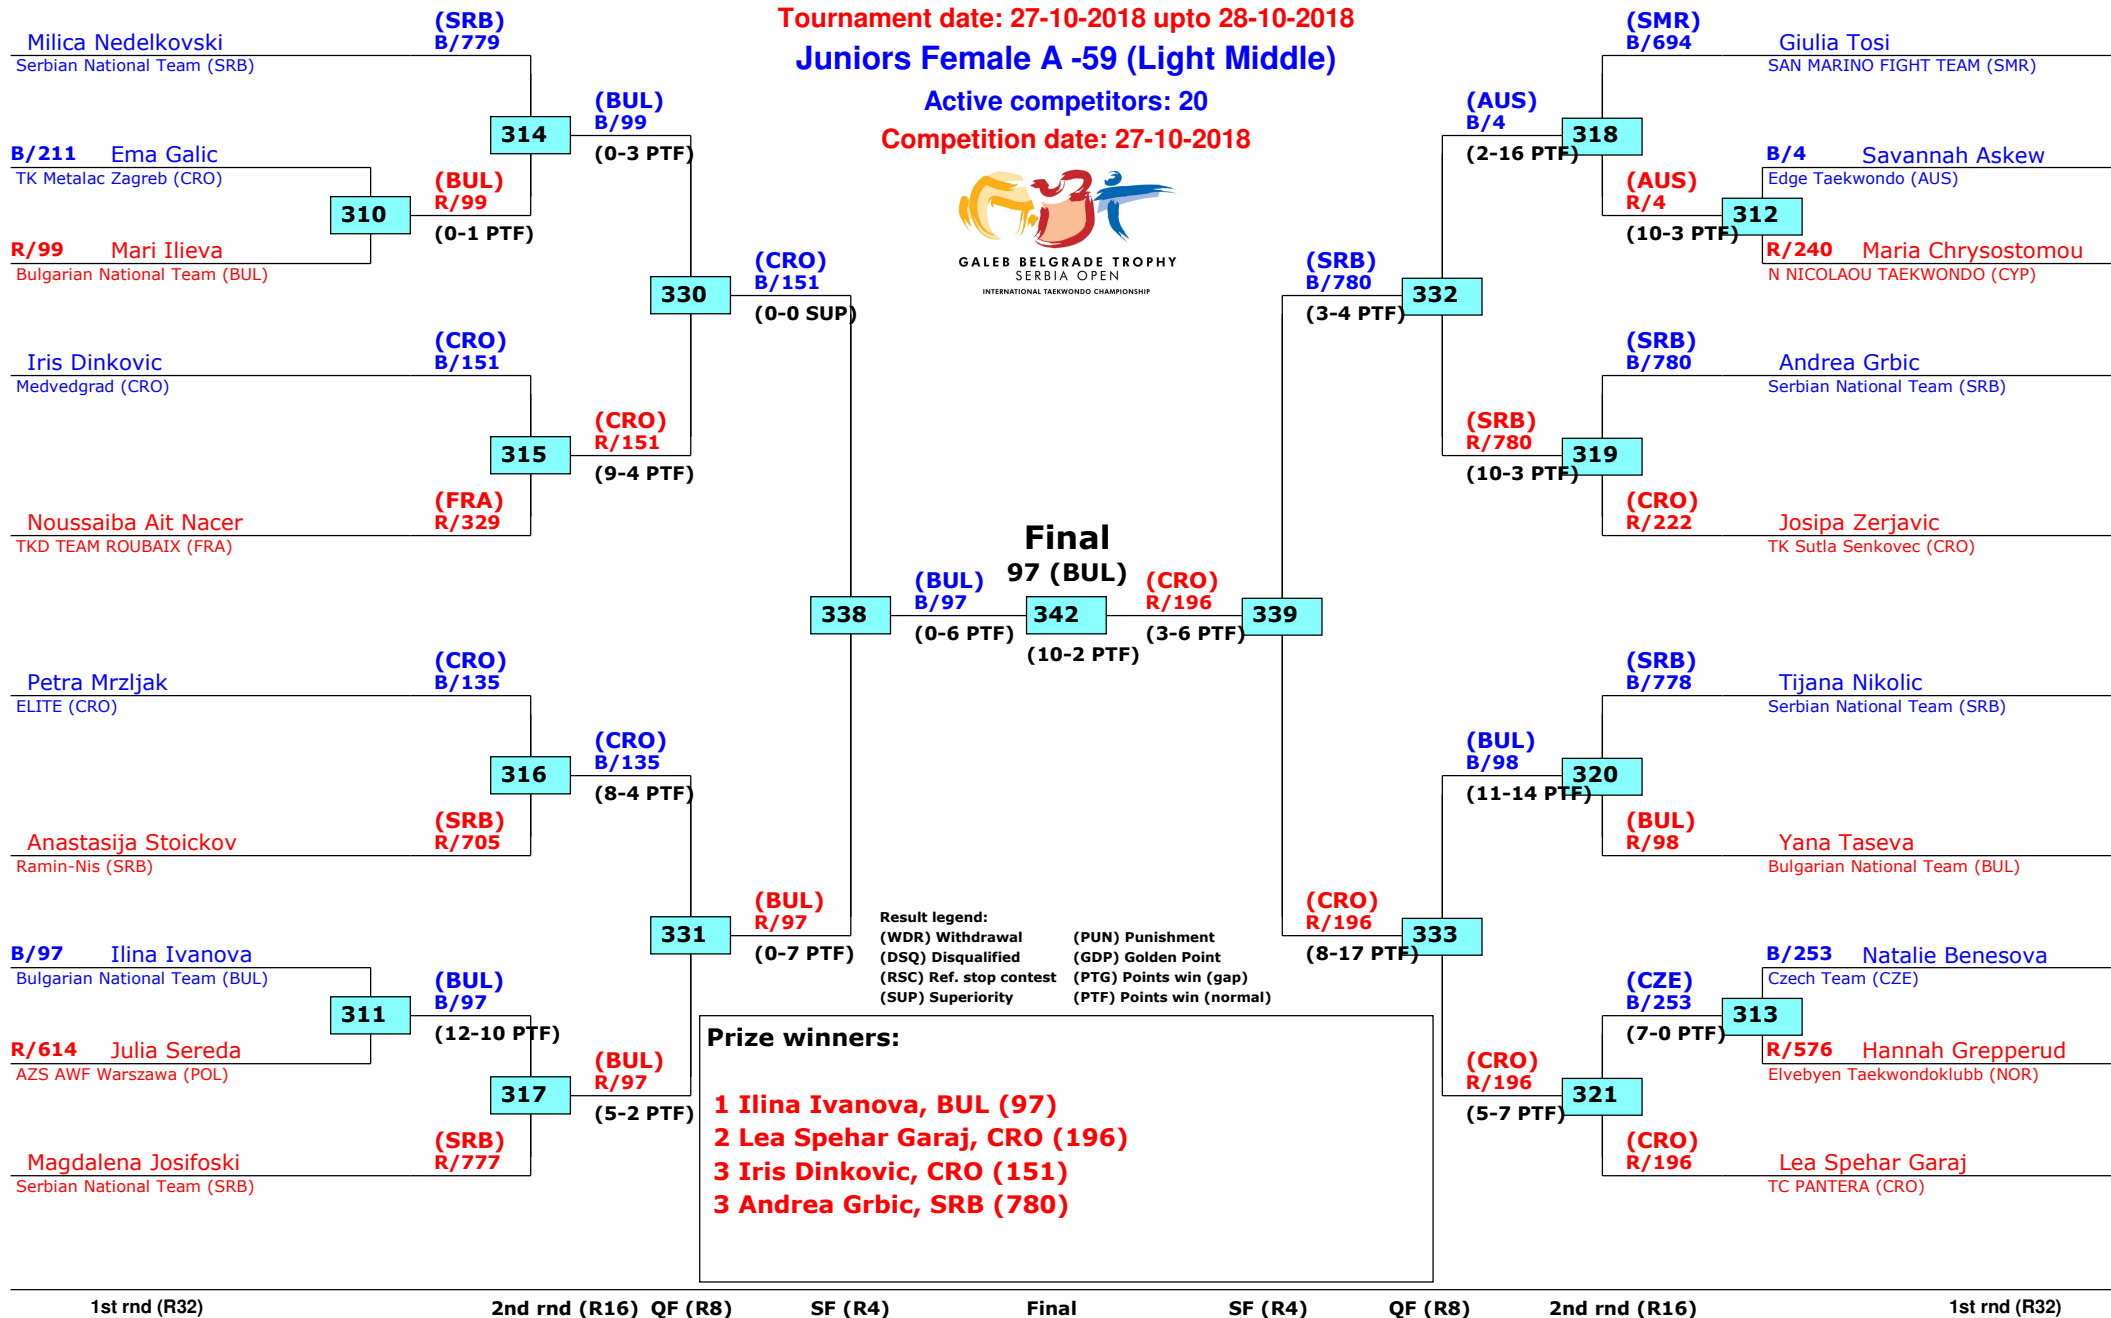 Tournament date: 27-10-2018 upto 28-10-2018
Juniors Female A -59 (Light Middle)
Active competitors: 20
Competition date: 27-10-2018
GALEB BELGRADE TROPHY
SERBIA OPEN
INTERNATIONAL TAEKWONDO CHAMPIONSHIP
Milica Nedelkovski
Serbian National Team (SRB)
(SRB)
B/779
B/211 Ema Galic
TK Metalac Zagreb (CRO)
310
R/99 Mari Ilieva
Bulgarian National Team (BUL)
(BUL)
R/99
(0-1 PTF)
314
(BUL)
B/99
(0-3 PTF)
Iris Dinkovic
Medvedgrad (CRO)
(CRO)
B/151
315
Noussaiba Ait Nacer
TKD TEAM ROUBAIX (FRA)
(FRA)
R/329
(CRO)
R/151
(9-4 PTF)
330
(CRO)
B/151
(0-0 SUP)
Petra Mrzljak
ELITE (CRO)
(CRO)
B/135
316
Anastasija Stoickov
Ramin-Nis (SRB)
(SRB)
R/705
(CRO)
B/135
(8-4 PTF)
B/97 Ilina Ivanova
Bulgarian National Team (BUL)
311
R/614 Julia Sereda
AZS AWF Warszawa (POL)
(BUL)
B/97
(12-10 PTF)
317
Magdalena Josifoski
Serbian National Team (SRB)
(SRB)
R/777
(BUL)
R/97
(5-2 PTF)
331
(BUL)
R/97
(0-7 PTF)
338
(BUL)
B/97
(0-6 PTF)
Final
97 (BUL)
342
(10-2 PTF)
(CRO)
R/196
(3-6 PTF)
339
(SRB)
B/780
(3-4 PTF)
332
(AUS)
B/4
(2-16 PTF)
318
(SMR)
B/694
Giulia Tosi
SAN MARINO FIGHT TEAM (SMR)
(AUS)
R/4
(10-3 PTF)
312
B/4 Savannah Askew
Edge Taekwondo (AUS)
R/240 Maria Chrysostomou
N NICOLAOU TAEKWONDO (CYP)
(SRB)
R/780
(10-3 PTF)
319
(SRB)
B/780
Andrea Grbic
Serbian National Team (SRB)
(CRO)
R/222
Josipa Zerjavic
TK Sutla Senkovec (CRO)
(CRO)
R/196
(8-17 PTF)
333
(BUL)
B/98
(11-14 PTF)
320
(SRB)
B/778
Tijana Nikolic
Serbian National Team (SRB)
(BUL)
R/98
Yana Taseva
Bulgarian National Team (BUL)
(CRO)
R/196
(5-7 PTF)
321
(CZE)
B/253
(7-0 PTF)
313
B/253 Natalie Benesova
Czech Team (CZE)
R/576 Hannah Grepperud
Elvebyen Taekwondoklubb (NOR)
(CRO)
R/196
Lea Spehar Garaj
TC PANTERA (CRO)
Result legend:
(WDR) Withdrawal (PUN) Punishment
(DSQ) Disqualified (GDP) Golden Point
(RSC) Ref. stop contest (PTG) Points win (gap)
(SUP) Superiority (PTF) Points win (normal)
Prize winners:
1 Ilina Ivanova, BUL (97)
2 Lea Spehar Garaj, CRO (196)
3 Iris Dinkovic, CRO (151)
3 Andrea Grbic, SRB (780)
1st rnd (R32) 2nd rnd (R16) QF (R8) SF (R4) Final SF (R4) QF (R8) 2nd rnd (R16) 1st rnd (R32)